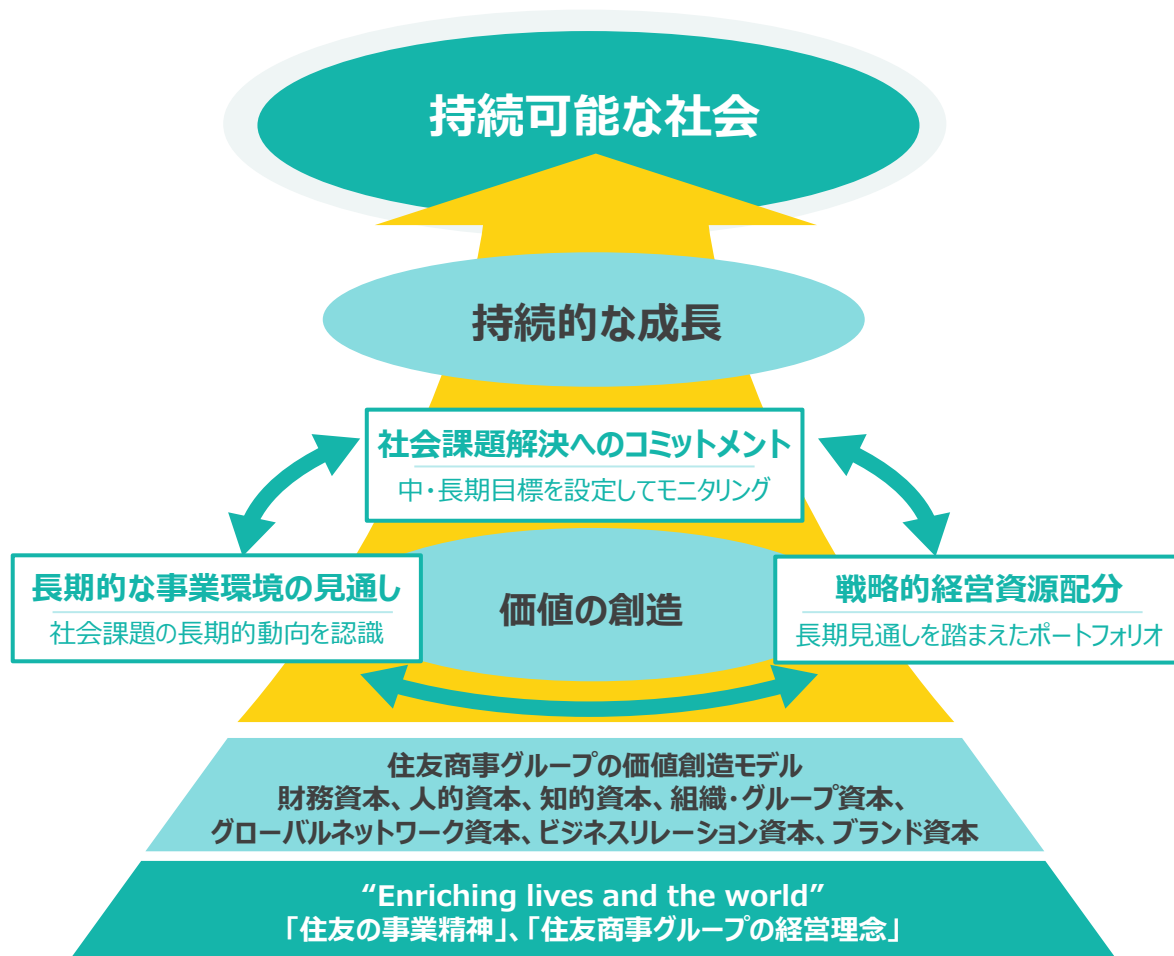 持続可能な社会
持続的な成長
社会課題解決へのコミットメント
中・長期目標を設定してモニタリング
長期的な事業環境の見通し
社会課題の長期的動向を認識
価値の創造
戦略的経営資源配分
長期見通しを踏まえたポートフォリオ
住友商事グループの価値創造モデル
財務資本、人的資本、知的資本、組織・グループ資本、
グローバルネットワーク資本、ビジネスリレーション資本、ブランド資本
“Enriching lives and the world”
「住友の事業精神」、「住友商事グループの経営理念」